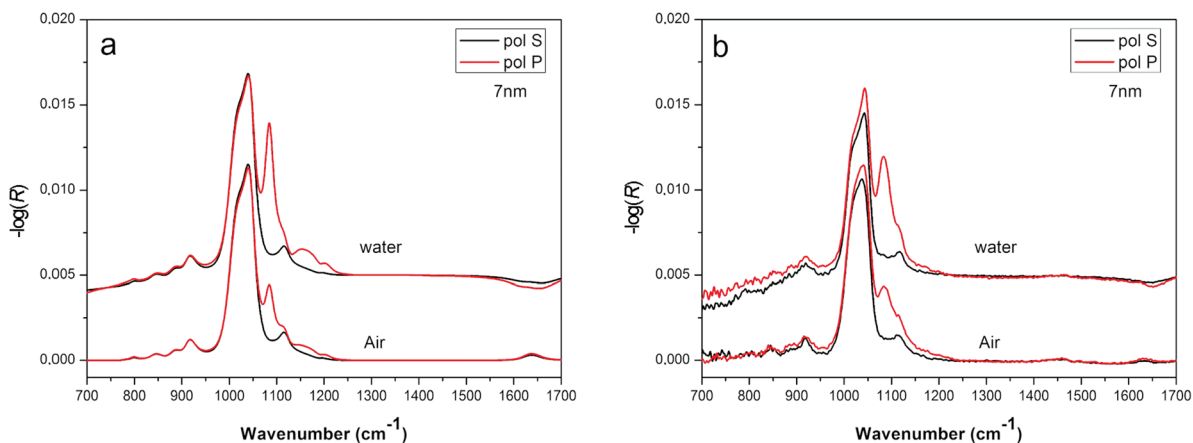 a
pol S
pol P
7nm
water
Air
-log(R)
0,020
0,015
0,010
0,005
0,000
700 800 900 1000 1100 1200 1300 1400 1500 1600 1700
Wavenumber (cm⁻¹)
b
pol S
pol P
7nm
water
Air
-log(R)
0.020
0.015
0.010
0.005
0.000
700 800 900 1000 1100 1200 1300 1400 1500 1600 1700
Wavenumber (cm⁻¹)